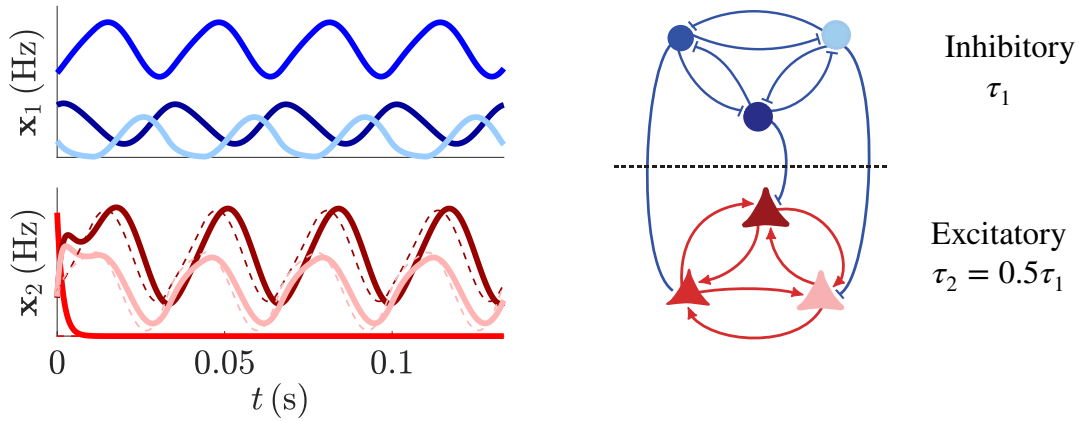 x₁ (Hz)
x₂ (Hz)
0
0.05
0.1
t (s)
Inhibitory
τ₁
Excitatory
τ₂ = 0.5τ₁